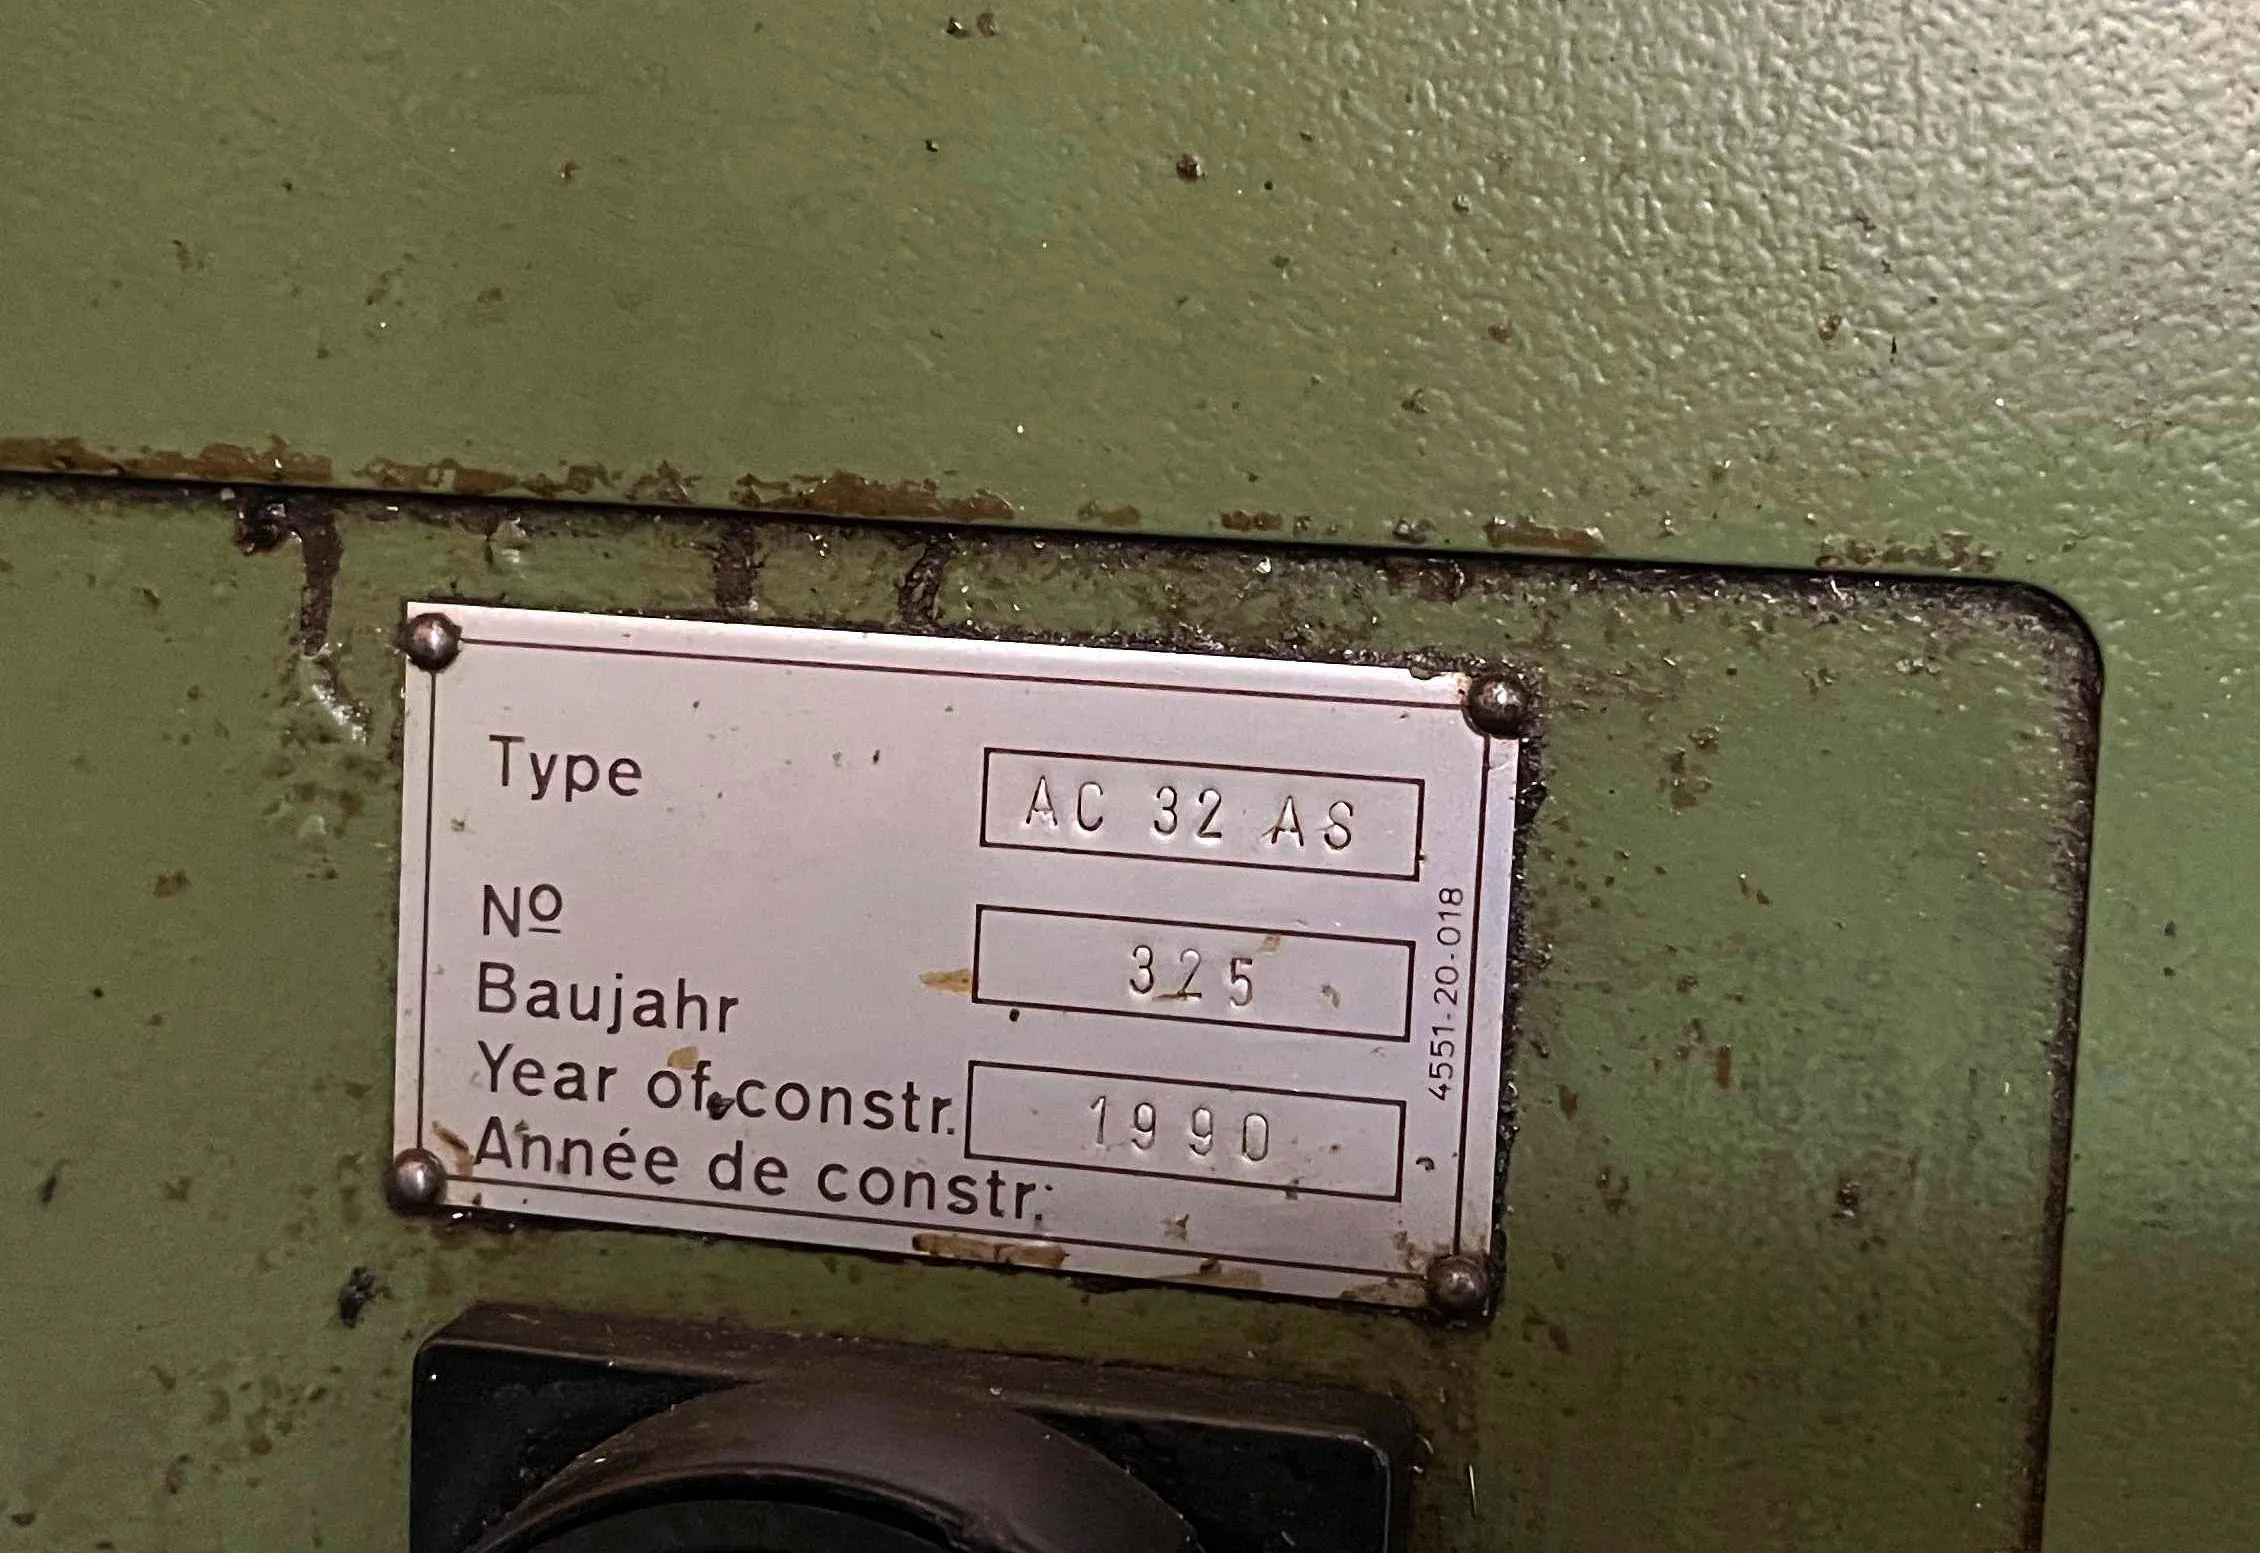 Type AC 32 AS
Nº 325
Baujahr
Year of constr. 1990
Année de constr.
4551-20-018